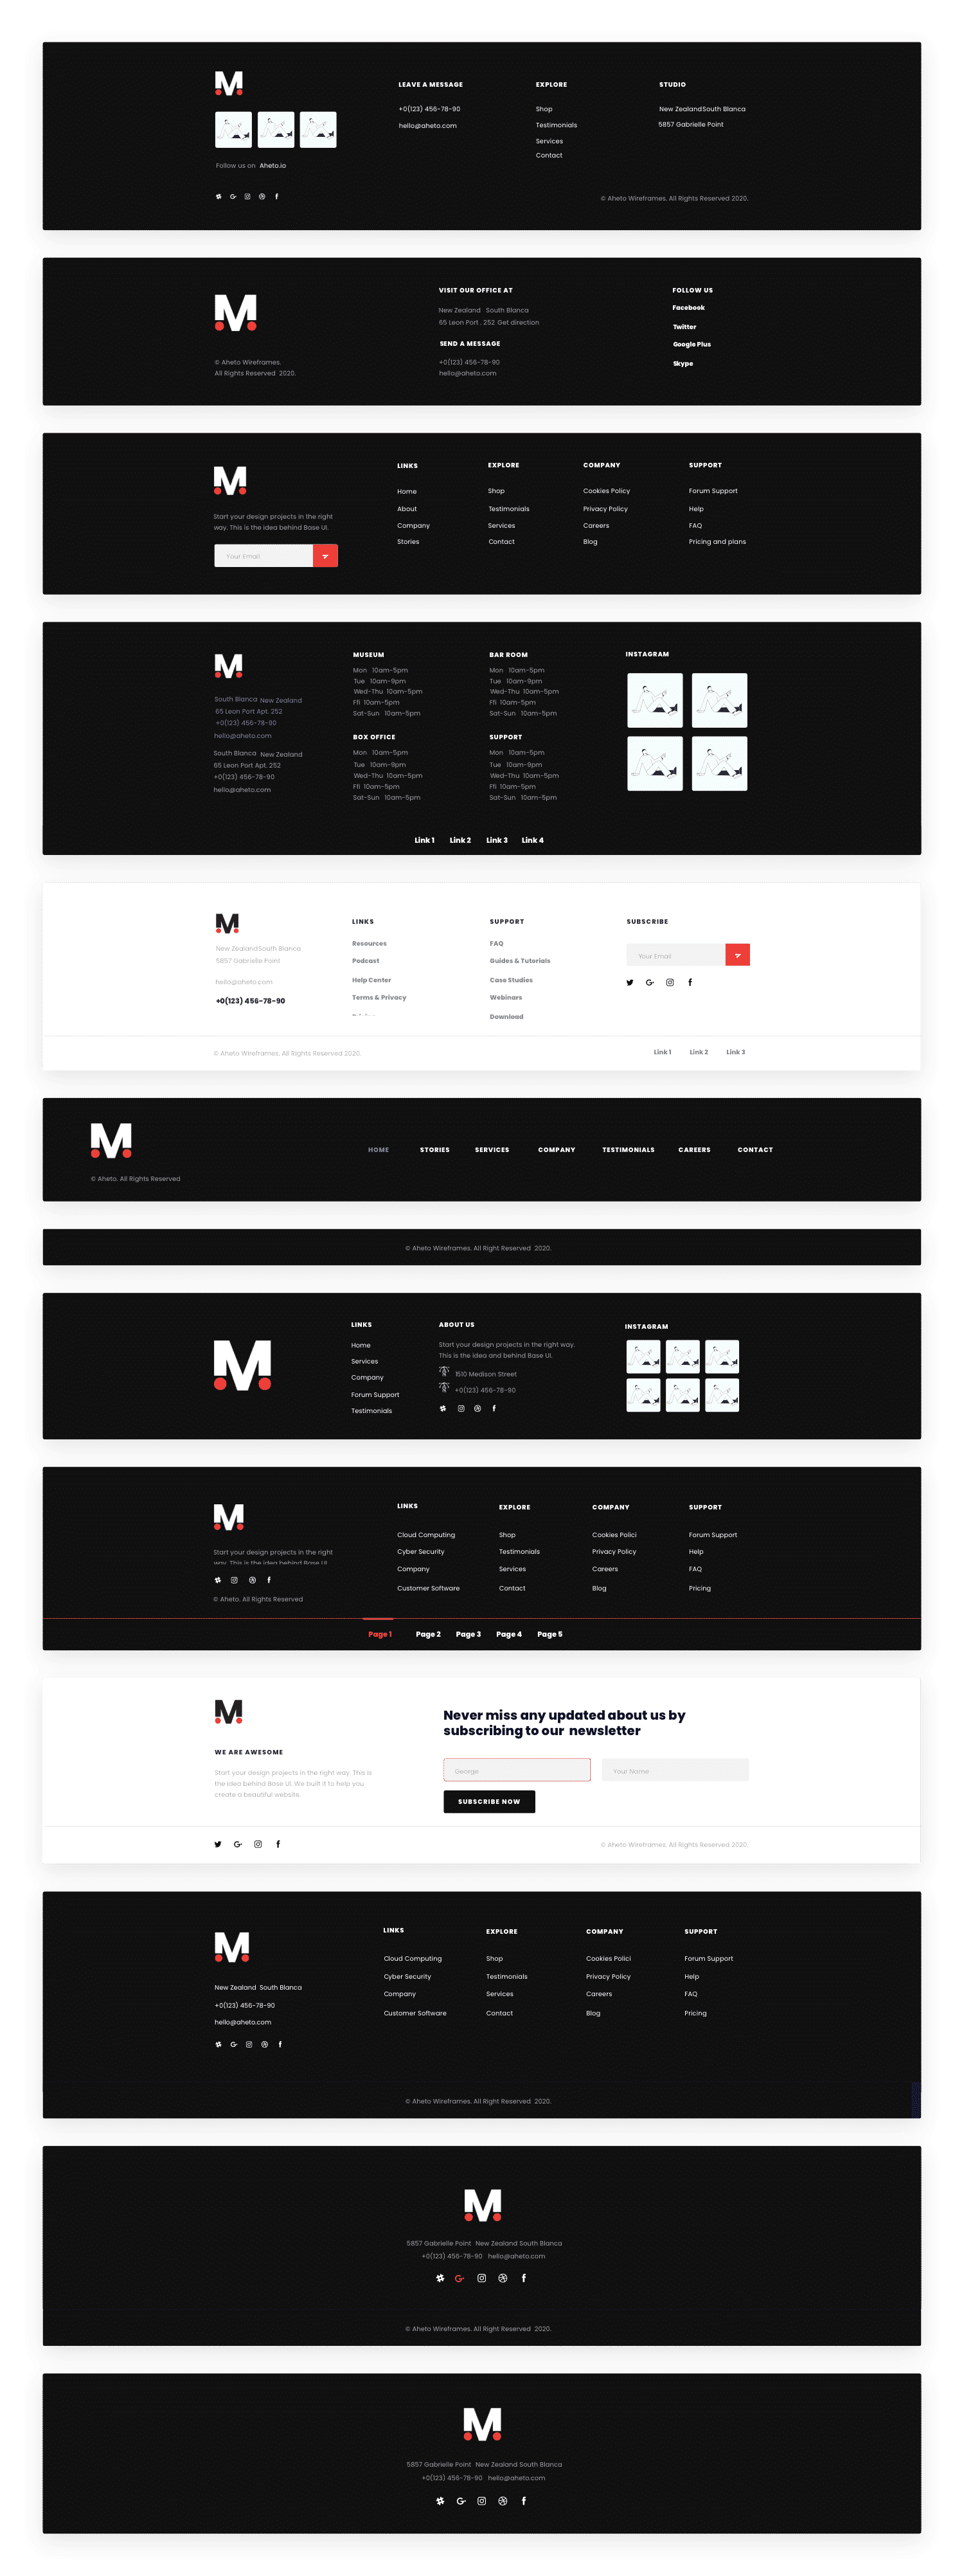 M
LEAVE A MESSAGE
EXPLORE
STUDIO
+0(123) 456-78-90
Shop
New ZealandSouth Blanca
hello@aheto.com
Testimonials
5857 Gabrielle Point
Services
Contact
Follow us on Aheto.io
© Aheto Wireframes. All Rights Reserved 2020.
M
VISIT OUR OFFICE AT
FOLLOW US
New Zealand South Blanca
Facebook
65 Leon Port . 252 Get direction
Twitter
SEND A MESSAGE
Google Plus
© Aheto Wireframes.
+0(123) 456-78-90
Skype
All Rights Reserved 2020.
hello@aheto.com
M
LINKS
EXPLORE
COMPANY
SUPPORT
Home
Shop
Cookies Policy
Forum Support
About
Testimonials
Privacy Policy
Help
Start your design projects in the right
way. This is the idea behind Base UI.
Company
Services
Careers
FAQ
Stories
Contact
Blog
Pricing and plans
Your Email
M
MUSEUM
BAR ROOM
INSTAGRAM
Mon 10am-5pm
Mon 10am-5pm
Tue 10am-9pm
Tue 10am-9pm
Wed-Thu 10am-5pm
Wed-Thu 10am-5pm
Ffi 10am-5pm
Ffi 10am-5pm
Sat-Sun 10am-5pm
Sat-Sun 10am-5pm
South Blanca New Zealand
65 Leon Port Apt. 252
+0(123) 456-78-90
hello@aheto.com
BOX OFFICE
SUPPORT
South Blanca New Zealand
65 Leon Port Apt. 252
+0(123) 456-78-90
hello@aheto.com
Mon 10am-5pm
Mon 10am-5pm
Tue 10am-9pm
Tue 10am-9pm
Wed-Thu 10am-5pm
Wed-Thu 10am-5pm
Ffi 10am-5pm
Ffi 10am-5pm
Sat-Sun 10am-5pm
Sat-Sun 10am-5pm
Link 1 Link 2 Link 3 Link 4
M
LINKS
SUPPORT
SUBSCRIBE
New ZealandSouth Blanca
5857 Gabrielle Point
hello@aheto.com
+0(123) 456-78-90
Resources
FAQ
Your Email
Podcast
Guides & Tutorials
Help Center
Case Studies
Terms & Privacy
Webinars
Download
© Aheto Wireframes. All Rights Reserved 2020.
Link 1 Link 2 Link 3
M
HOME STORIES SERVICES COMPANY TESTIMONIALS CAREERS CONTACT
© Aheto. All Rights Reserved
© Aheto Wireframes. All Right Reserved 2020.
M
LINKS
ABOUT US
INSTAGRAM
Home
Start your design projects in the right way.
This is the idea and behind Base UI.
Services
Company
1510 Medison Street
Forum Support
+0(123) 456-78-90
Testimonials
M
LINKS
EXPLORE
COMPANY
SUPPORT
Cloud Computing
Shop
Cookies Polici
Forum Support
Cyber Security
Testimonials
Privacy Policy
Help
Company
Services
Careers
FAQ
Customer Software
Contact
Blog
Pricing
Start your design projects in the right
way. This is the idea behind Base UI.
© Aheto. All Rights Reserved
Page 1 Page 2 Page 3 Page 4 Page 5
M
Never miss any updated about us by
subscribing to our newsletter
WE ARE AWESOME
Start your design projects in the right way. This is
the idea behind Base UI. We built it to help you
create a beautiful website.
George
Your Name
SUBSCRIBE NOW
© Aheto Wireframes. All Rights Reserved 2020.
M
LINKS
EXPLORE
COMPANY
SUPPORT
Cloud Computing
Shop
Cookies Polici
Forum Support
Cyber Security
Testimonials
Privacy Policy
Help
Company
Services
Careers
FAQ
Customer Software
Contact
Blog
Pricing
New Zealand South Blanca
+0(123) 456-78-90
hello@aheto.com
© Aheto Wireframes. All Right Reserved 2020.
M
5857 Gabrielle Point New Zealand South Blanca
+0(123) 456-78-90 hello@aheto.com
© Aheto Wireframes. All Right Reserved 2020.
M
5857 Gabrielle Point New Zealand South Blanca
+0(123) 456-78-90 hello@aheto.com